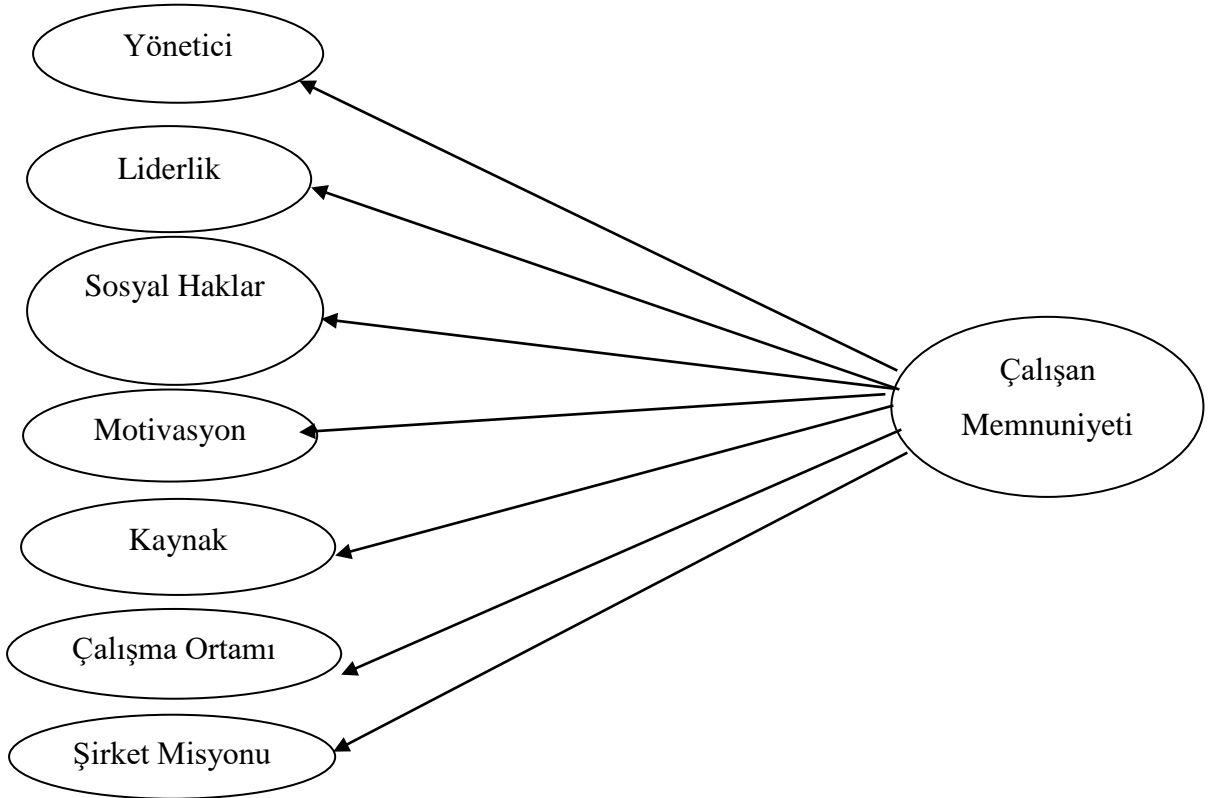 Yönetici
Liderlik
Sosyal Haklar
Motivasyon
Kaynak
Çalışma Ortamı
Şirket Misyonu
Çalışan
Memnuniyeti